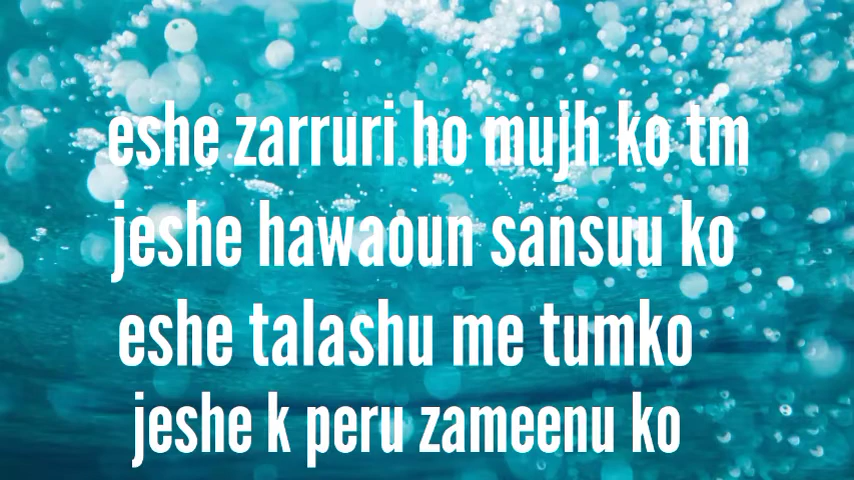 eshe zarruri ho mujh ko tm
jeshe hawaoun sansuu ko
eshe talashu me tumko
jeshe k peru zameenu ko